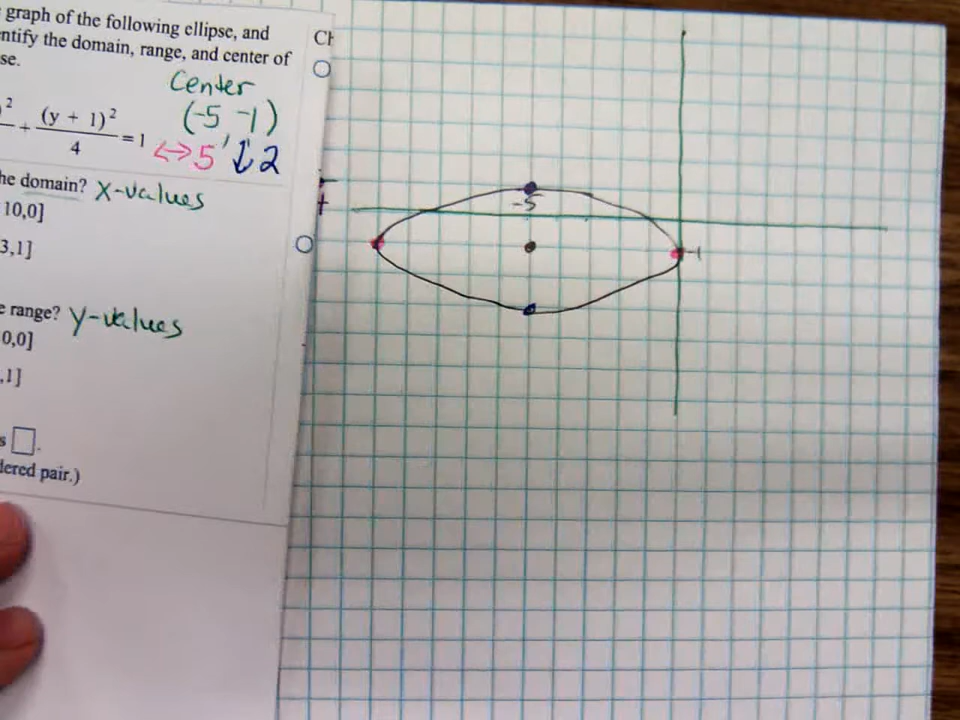 graph of the following ellipse, and
ntify the domain, range, and center of
se.
Center
(-5, -1)
2 + (y + 1)² / 4 = 1
↔5 ↕2
he domain? x-values
10,0]
3,1]
e range? y-values
0,0]
,1]
s
dered pair.)
Ch
-5
-1